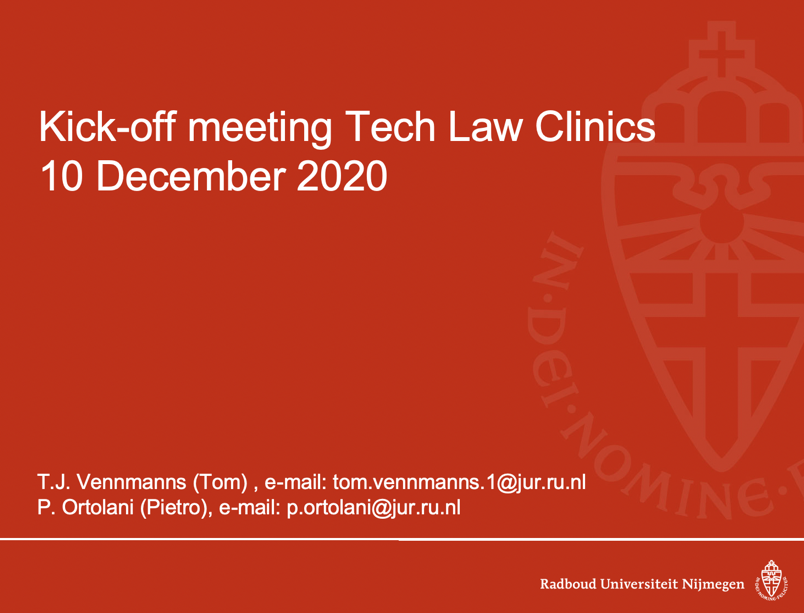 Kick-off meeting Tech Law Clinics
10 December 2020
IN·DEI·NOMINE·F
T.J. Vennmanns (Tom) , e-mail: tom.vennmanns.1@jur.ru.nl
P. Ortolani (Pietro), e-mail: p.ortolani@jur.ru.nl
Radboud Universiteit Nijmegen